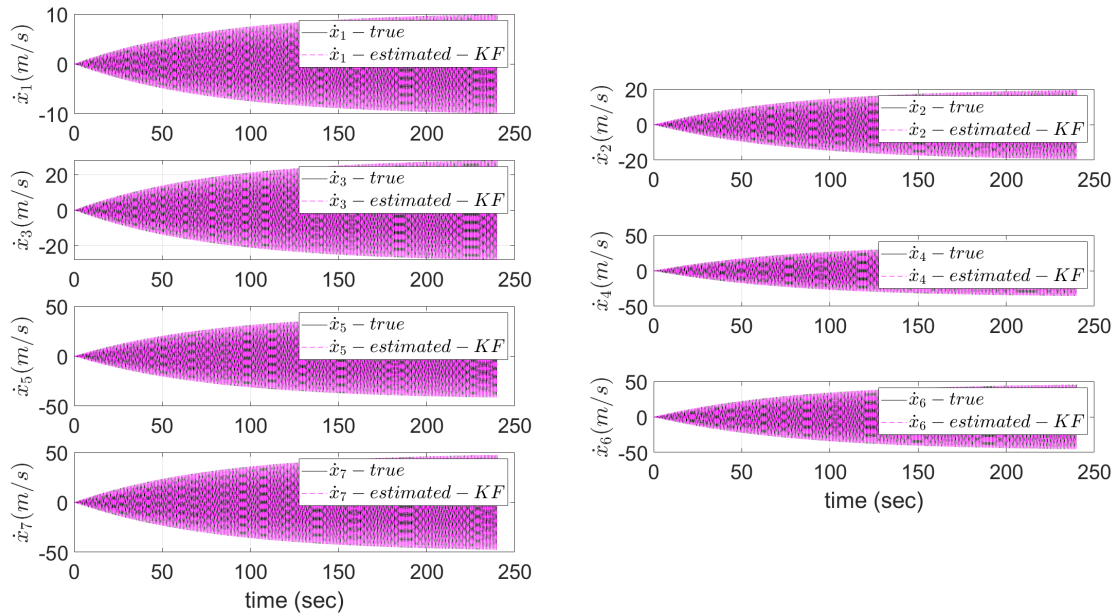 10
0
-10
ẋ₁(m/s)
ẋ₁ − true
ẋ₁ − estimated − KF
0 50 100 150 200 250
20
0
-20
ẋ₃(m/s)
ẋ₃ − true
ẋ₃ − estimated − KF
0 50 100 150 200 250
50
0
-50
ẋ₅(m/s)
ẋ₅ − true
ẋ₅ − estimated − KF
0 50 100 150 200 250
50
0
-50
ẋ₇(m/s)
ẋ₇ − true
ẋ₇ − estimated − KF
0 50 100 150 200 250
time (sec)
20
0
-20
ẋ₂(m/s)
ẋ₂ − true
ẋ₂ − estimated − KF
0 50 100 150 200 250
50
0
-50
ẋ₄(m/s)
ẋ₄ − true
ẋ₄ − estimated − KF
0 50 100 150 200 250
50
0
-50
ẋ₆(m/s)
ẋ₆ − true
ẋ₆ − estimated − KF
0 50 100 150 200 250
time (sec)